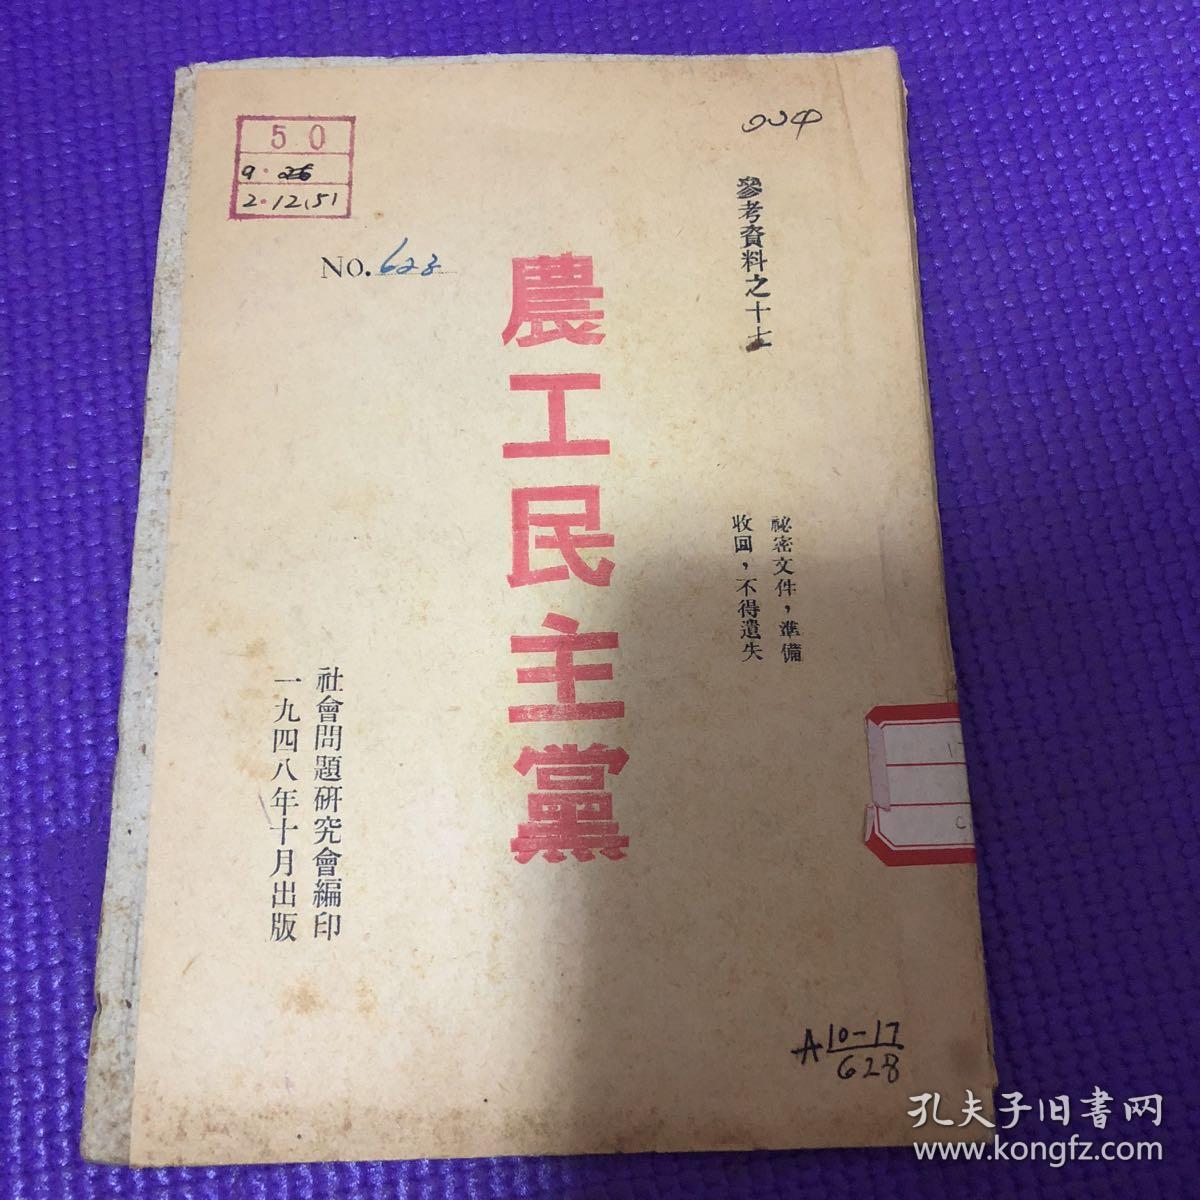 50
9·26
2·12,51
NO. 628
參考資料之十
農工民主黨
祕密文件，準備
收回，不得遺失
社會問題研究會編印
一九四八年十月出版
A10-17
628
孔夫子旧書网
www.kongfz.com